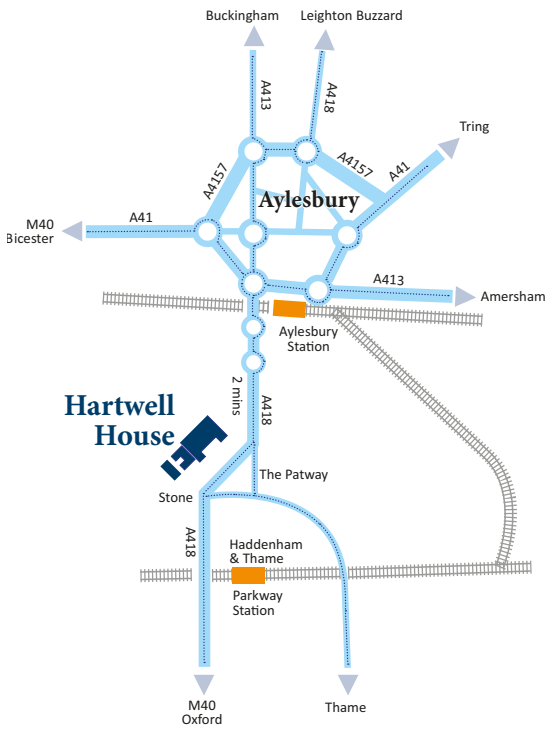 Buckingham
Leighton Buzzard
A413
A418
Tring
A4157
A4157
A41
Aylesbury
M40
Bicester
A41
A413
Amersham
Aylesbury
Station
2 mins
A418
Hartwell
House
The Patway
Stone
A418
Haddenham
& Thame
Parkway
Station
M40
Oxford
Thame